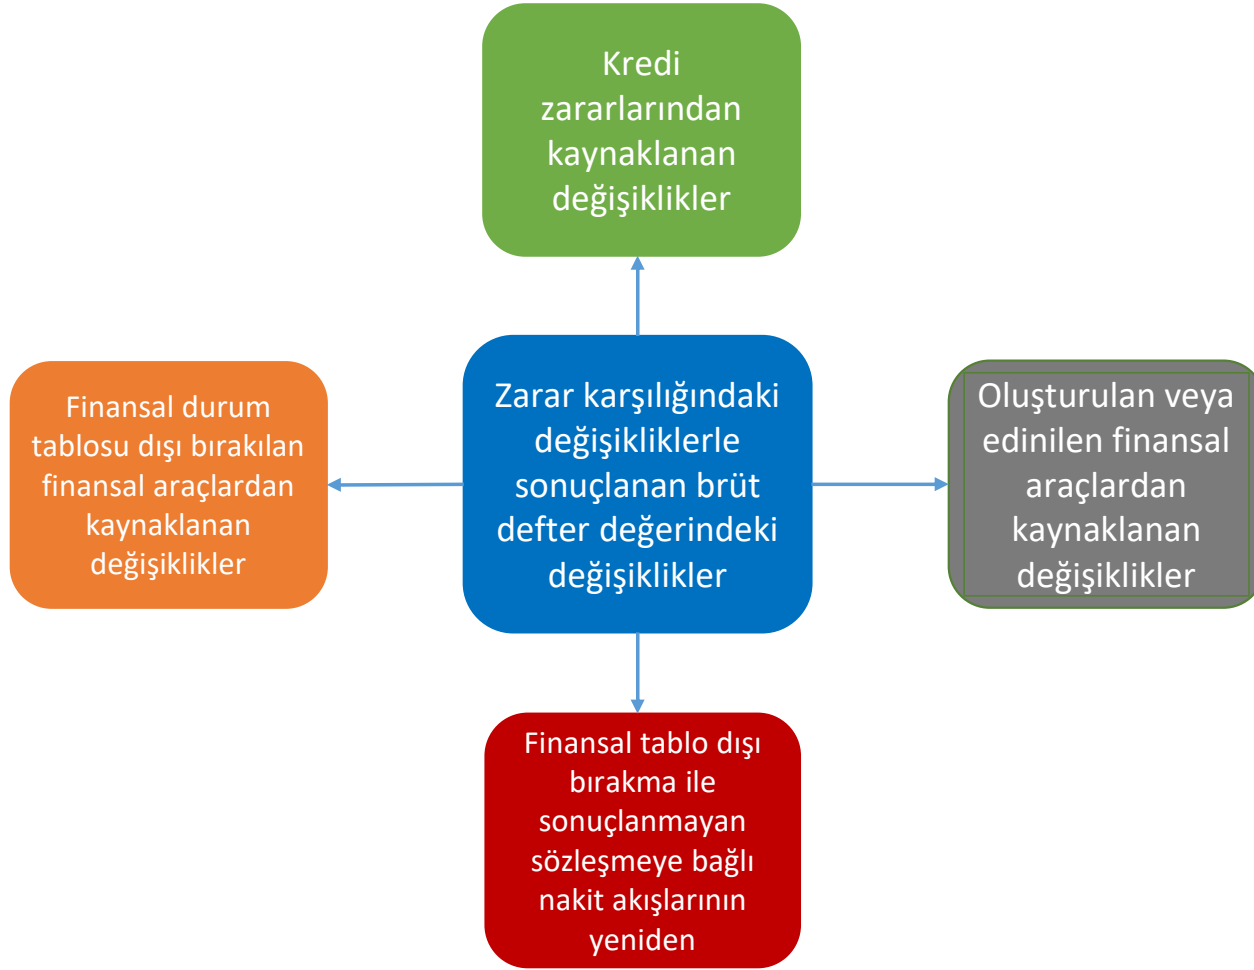 Kredi
zararlarından
kaynaklanan
değişiklikler
Finansal durum
tablosu dışı bırakılan
finansal araçlardan
kaynaklanan
değişiklikler
Zarar karşılığındaki
değişikliklerle
sonuçlanan brüt
defter değerindeki
değişiklikler
Oluşturulan veya
edinilen finansal
araçlardan
kaynaklanan
değişiklikler
Finansal tablo dışı
bırakma ile
sonuçlanmayan
sözleşmeye bağlı
nakit akışlarının
yeniden